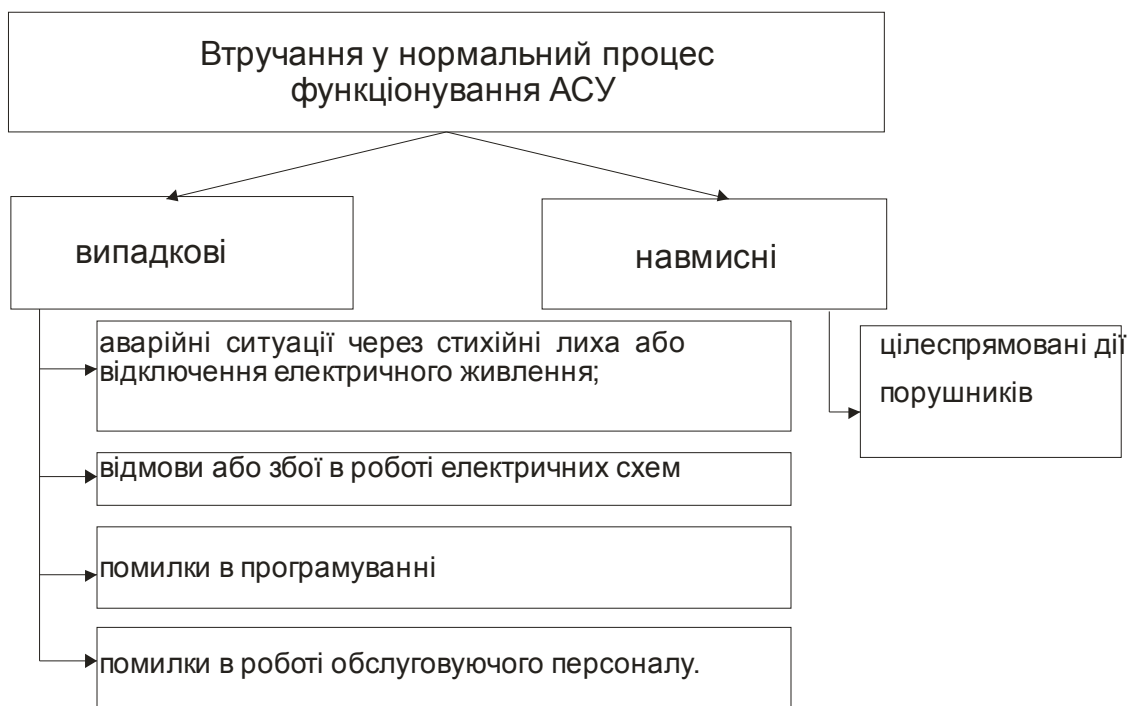 Втручання у нормальний процес
функціонування АСУ
випадкові
навмисні
аварійні ситуації через стихійні лиха або
відключення електричного живлення;
цілеспрямовані дії
порушників
відмови або збої в роботі електричних схем
помилки в програмуванні
помилки в роботі обслуговуючого персоналу.